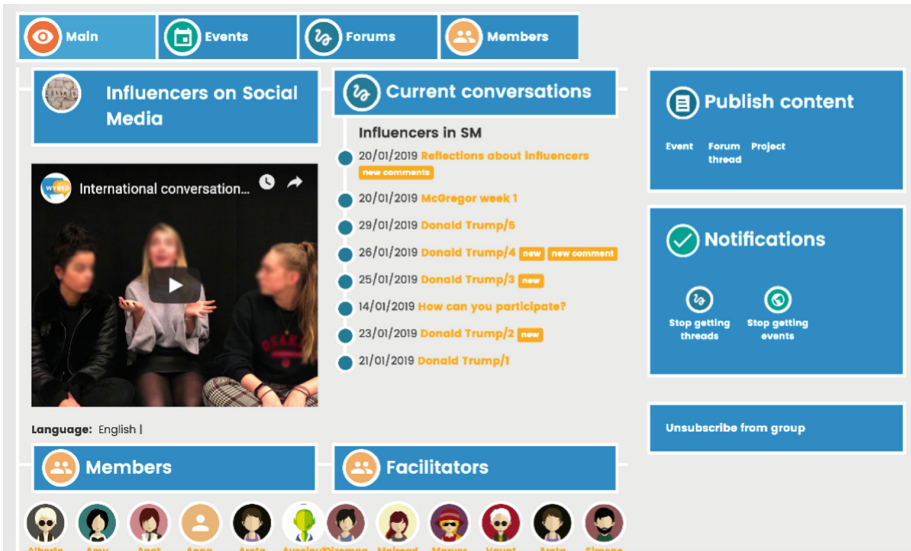 Main
Events
Forums
Members
Influencers on Social
Media
WYRED
International conversation...
Current conversations
Influencers in SM
20/01/2019 Reflections about influencers
new comments
20/01/2019 McGregor week 1
29/01/2019 Donald Trump/5
26/01/2019 Donald Trump/4 new new comment
25/01/2019 Donald Trump/3 new
14/01/2019 How can you participate?
23/01/2019 Donald Trump/2 new
21/01/2019 Donald Trump/1
Publish content
Event Forum Project
thread
Notifications
Stop getting Stop getting
threads events
Unsubscribe from group
Language: English |
Members
Facilitators